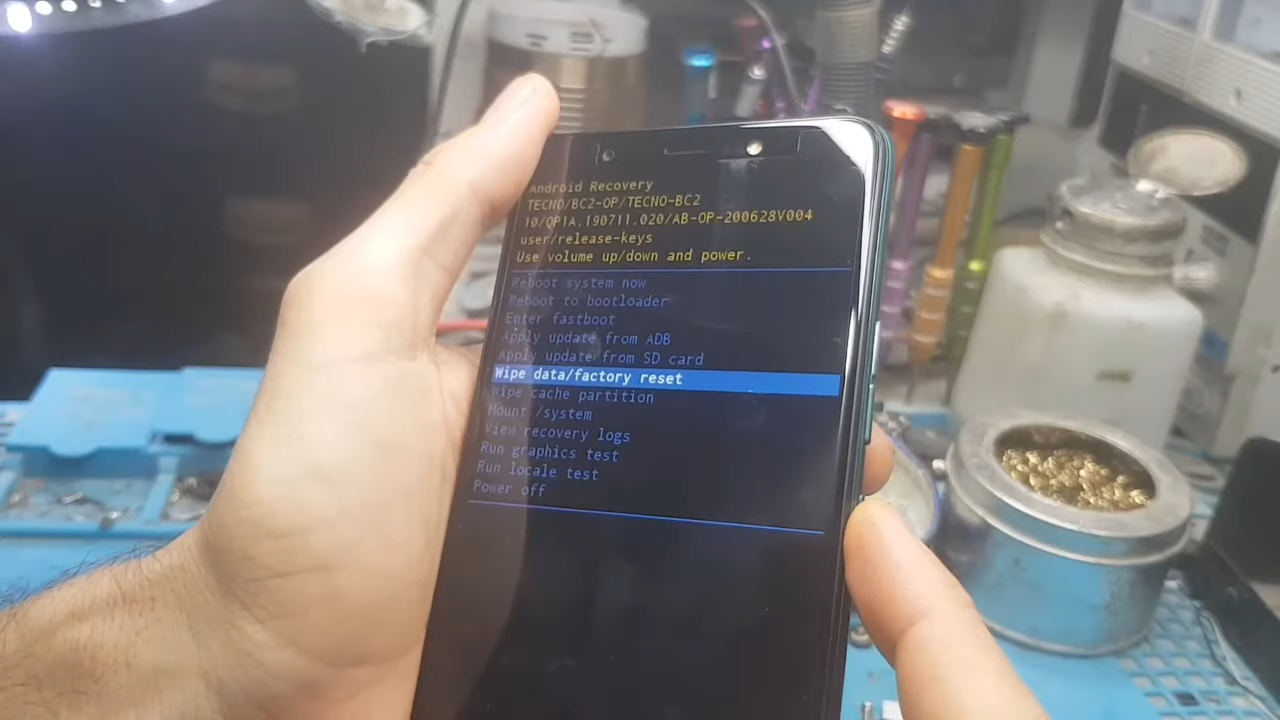 Android Recovery
TECNO/BC2-OP/TECNO-BC2
10/QP1A.190711.020/AB-OP-200628V004
user/release-keys
Use volume up/down and power.
Reboot system now
Reboot to bootloader
Enter fastboot
Apply update from ADB
Apply update from SD card
Wipe data/factory reset
Wipe cache partition
Mount /system
View recovery logs
Run graphics test
Run locale test
Power off